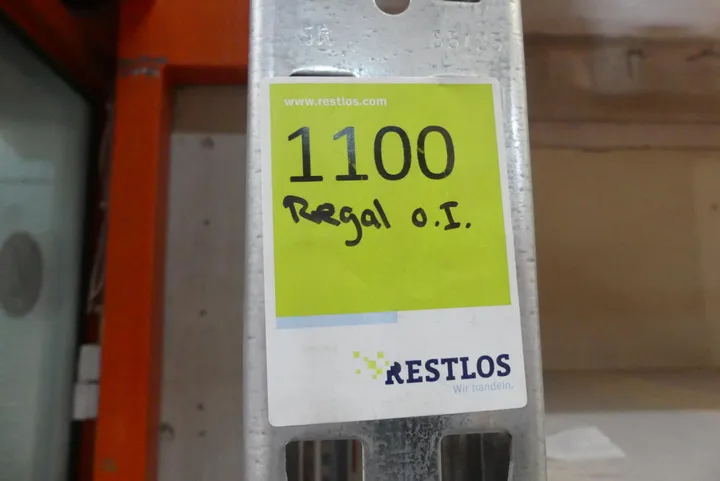 www.restlos.com
1100
Regal o.I.
RESTLOS
Wir handeln.